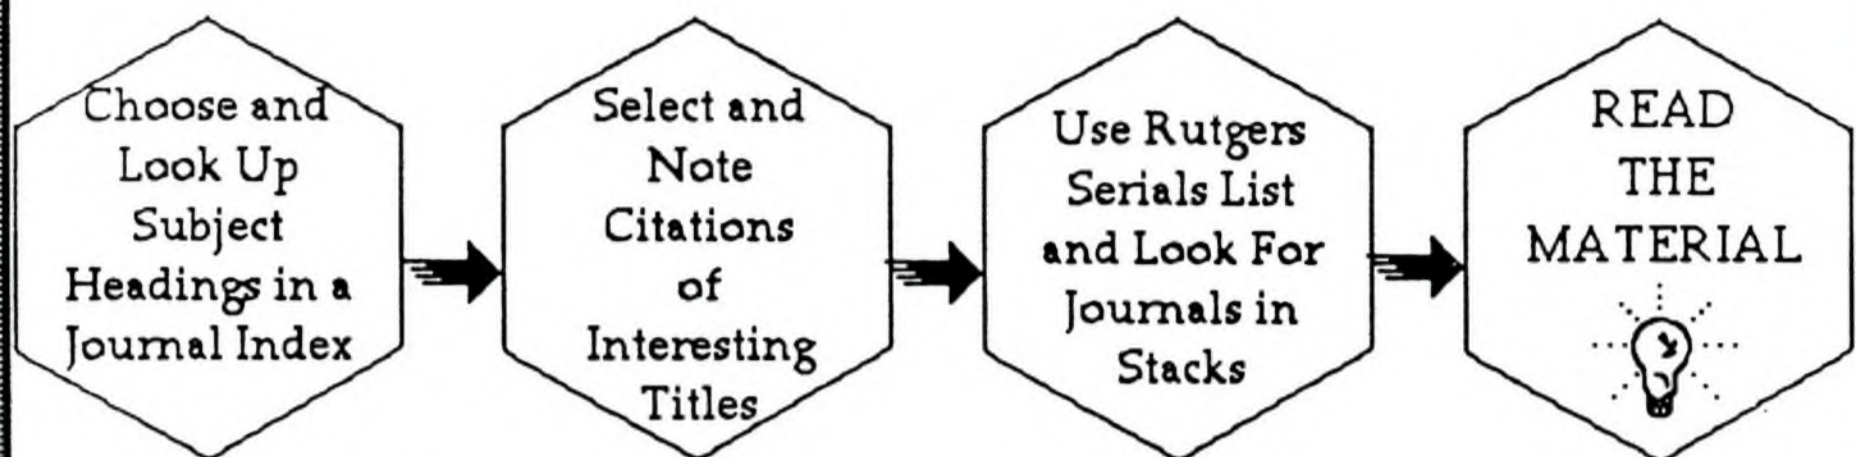 Choose and
Look Up
Subject
Headings in a
Journal Index
Select and
Note
Citations
of
Interesting
Titles
Use Rutgers
Serials List
and Look For
Journals in
Stacks
READ
THE
MATERIAL